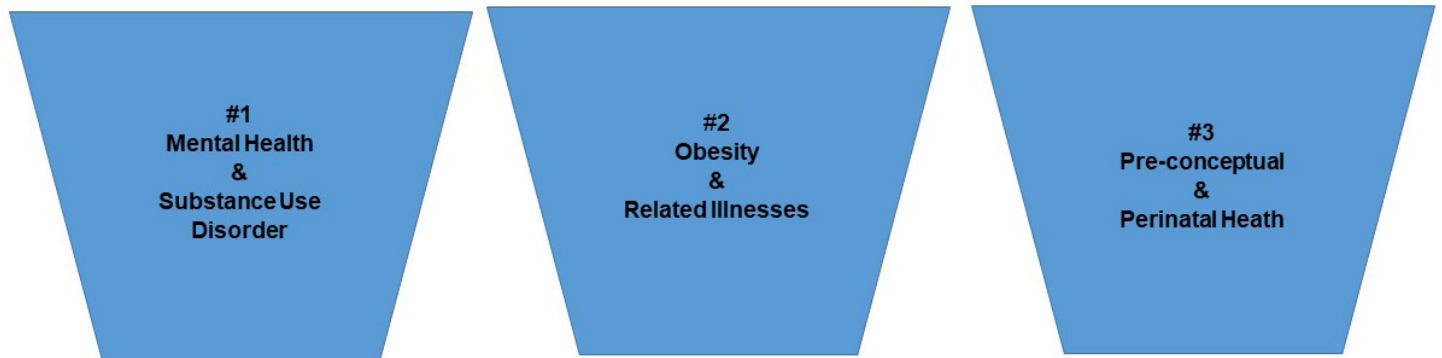 #1
Mental Health
&
Substance Use
Disorder
#2
Obesity
&
Related Illnesses
#3
Pre-conceptual
&
Perinatal Heath